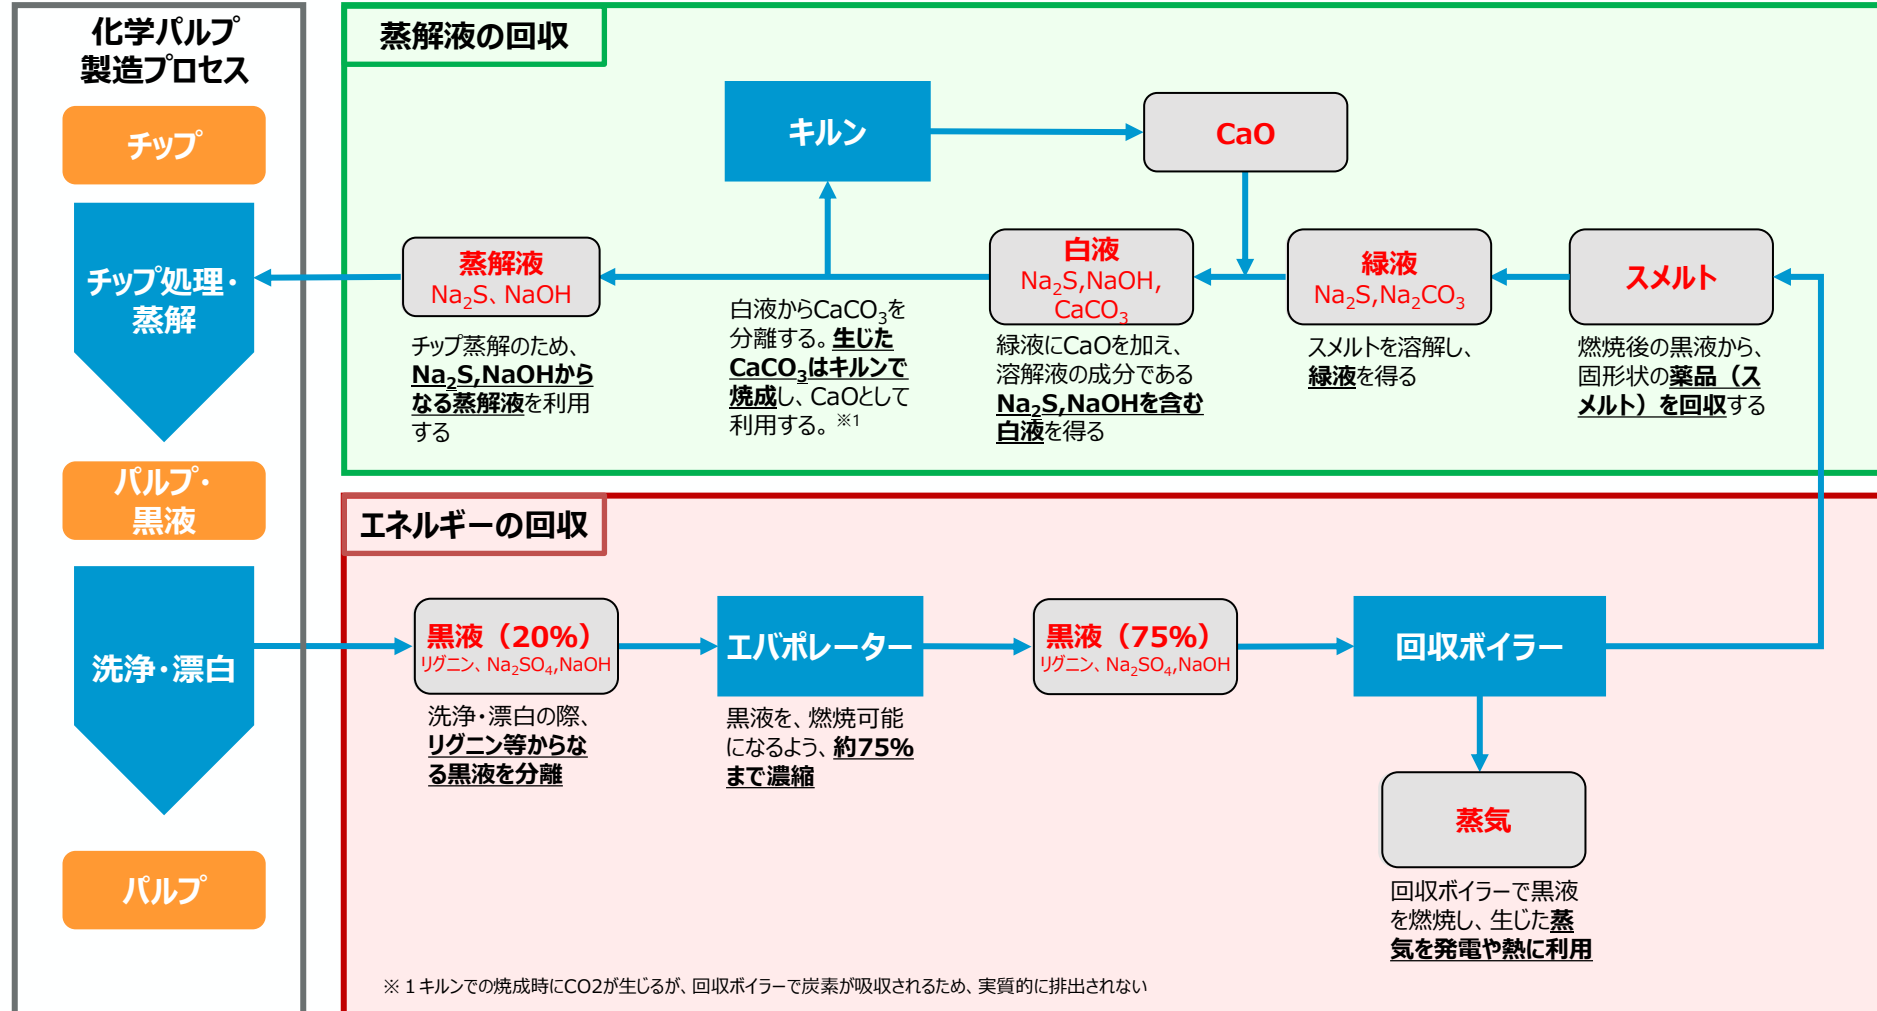 化学パルプ
製造プロセス
チップ
チップ処理・
蒸解
パルプ・
黒液
洗浄・漂白
パルプ
蒸解液の回収
キルン
CaO
蒸解液
Na₂S、NaOH
チップ蒸解のため、
Na₂S,NaOHから
なる蒸解液を利用
する
白液からCaCO₃を
分離する。生じた
CaCO₃はキルンで
焼成し、CaOとして
利用する。※1
白液
Na₂S,NaOH,
CaCO₃
緑液にCaOを加え、
溶解液の成分である
Na₂S,NaOHを含む
白液を得る
緑液
Na₂S,Na₂CO₃
スメルトを溶解し、
緑液を得る
スメルト
燃焼後の黒液から、
固形状の薬品（ス
メルト）を回収する
エネルギーの回収
黒液（20%）
リグニン、Na₂SO₄,NaOH
洗浄・漂白の際、
リグニン等からな
る黒液を分離
エバポレーター
黒液を、燃焼可能
になるよう、約75%
まで濃縮
黒液（75%）
リグニン、Na₂SO₄,NaOH
回収ボイラー
蒸気
回収ボイラーで黒液
を燃焼し、生じた蒸
気を発電や熱に利用
※１キルンでの焼成時にCO2が生じるが、回収ボイラーで炭素が吸収されるため、実質的に排出されない